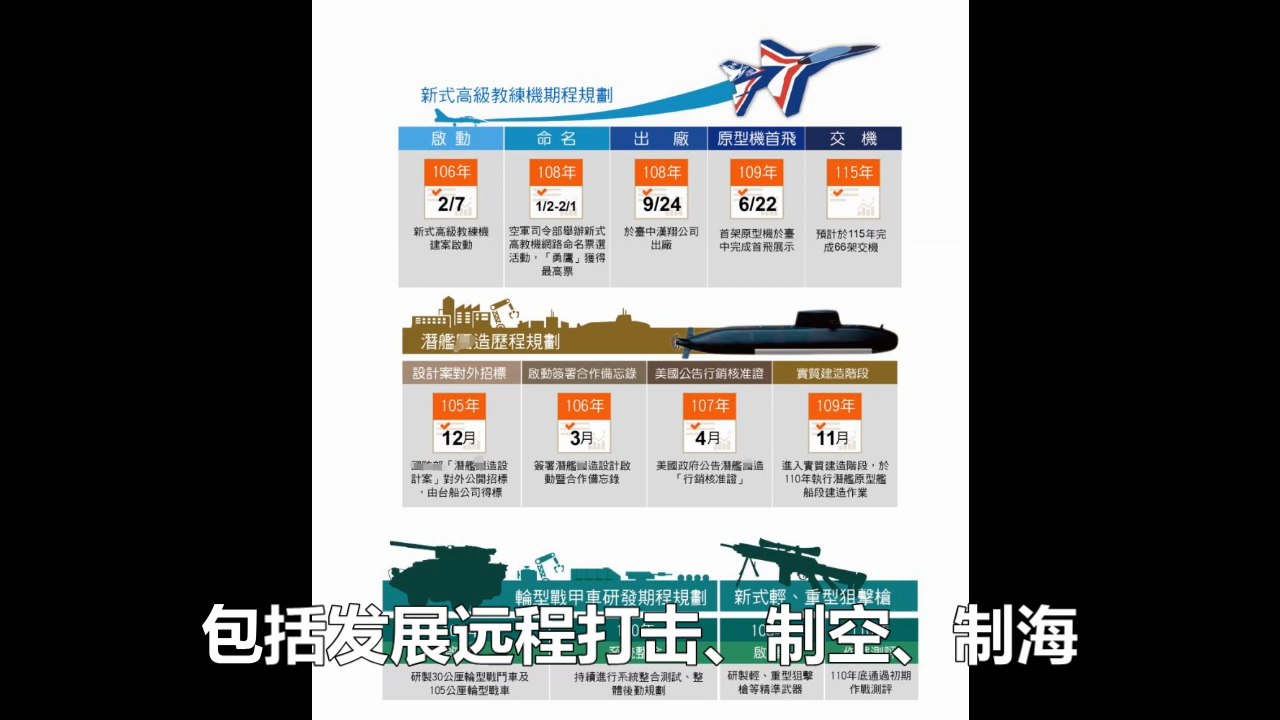 新式高級教練機期程規劃
啟動 命名 出廠 原型機首飛 交機
106年 108年 108年 109年 115年
2/7 1/2-2/1 9/24 6/22
新式高級教練機
建案啟動
空軍司令部舉辦新式
高教機網路命名票選
活動，「勇鷹」獲得
最高票
於臺中漢翔公司
出廠
首架原型機於臺
中完成首飛展示
預計於115年完
成66架交機
潛艦造歷程規劃
設計案對外招標 啟動簽署合作備忘錄 美國公告行銷核准證 實質建造階段
105年 106年 107年 109年
12月 3月 4月 11月
「潛艦造設
計案」對外公開招標
，由台船公司得標
簽署潛艦造設計啟
動暨合作備忘錄
美國政府公告潛艦造
「行銷核准證」
進入實質建造階段，於
110年執行潛艦原型艦
船段建造作業
輪型戰甲車研發期程規劃 新式輕、重型狙擊槍
包括发展远程打击、制空、制海
研製30公厘輪型戰鬥車及
105公厘輪型戰車
持續進行系統整合測試、整
體後勤規劃
研製輕、重型狙擊
槍等精準武器
110年底通過初期
作戰測評